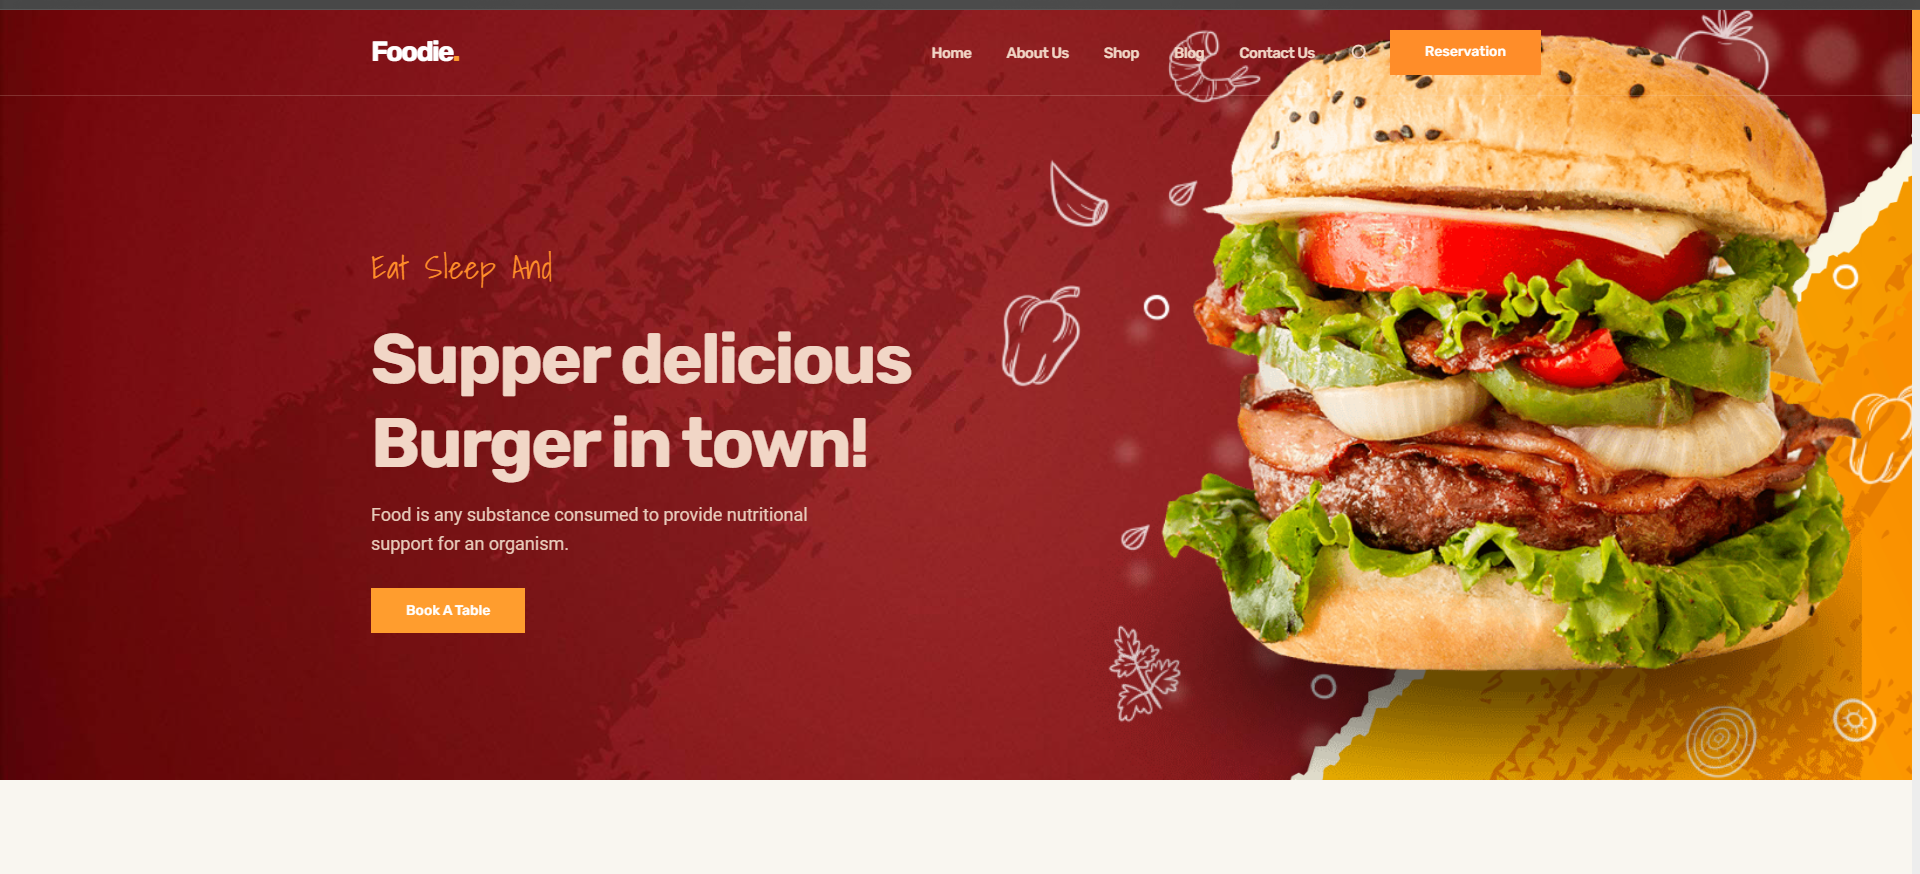 Foodie.
Home About Us Shop Blog Contact Us Reservation
Eat Sleep And
Supper delicious
Burger in town!
Food is any substance consumed to provide nutritional
support for an organism.
Book A Table